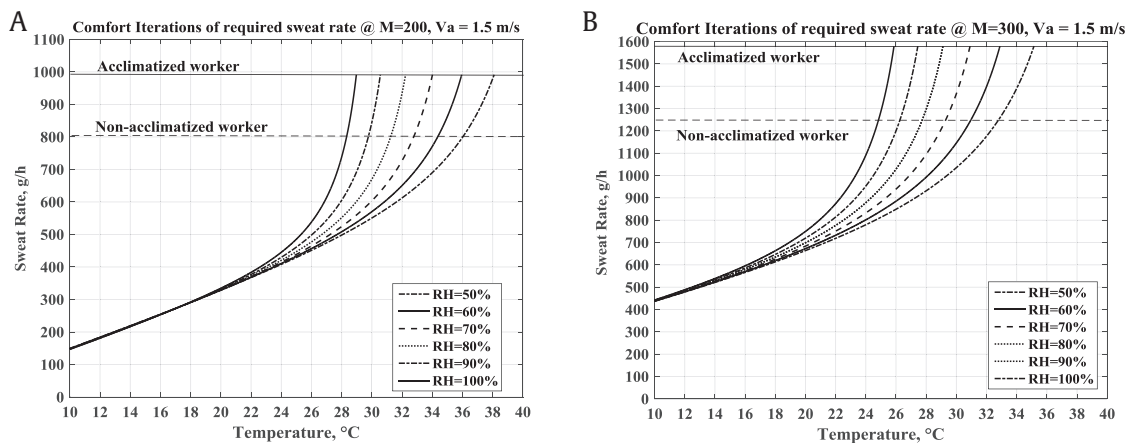 A
Comfort Iterations of required sweat rate @ M=200, Va = 1.5 m/s
1100
1000
900
800
700
600
500
400
300
200
100
0
Sweat Rate, g/h
Acclimatized worker
Non-acclimatized worker
RH=50%
RH=60%
RH=70%
RH=80%
RH=90%
RH=100%
10 12 14 16 18 20 22 24 26 28 30 32 34 36 38 40
Temperature, °C
B
Comfort Iterations of required sweat rate @ M=300, Va = 1.5 m/s
1600
1500
1400
1300
1200
1100
1000
900
800
700
600
500
400
300
200
100
0
Sweat Rate, g/h
Acclimatized worker
Non-acclimatized worker
RH=50%
RH=60%
RH=70%
RH=80%
RH=90%
RH=100%
10 12 14 16 18 20 22 24 26 28 30 32 34 36 38 40
Temperature, °C